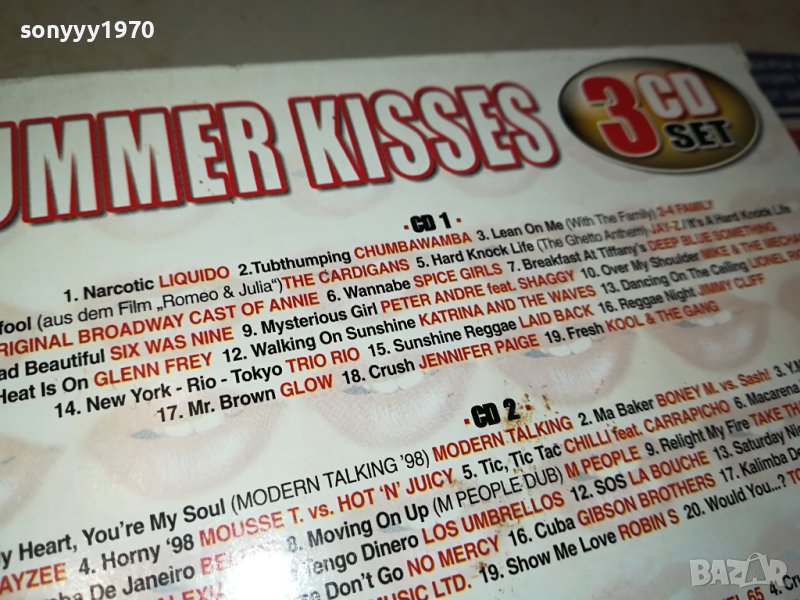 sonyyy1970
UMMER KISSES
3 CD SET
· CD 1 ·
1. Narcotic LIQUIDO 2.Tubthumping CHUMBAWAMBA 3. Lean On Me (With The Family) 2-4 FAMILY
fool (aus dem Film „Romeo & Julia“)THE CARDIGANS 5. Hard Knock Life (The Ghetto Anthem) JAY-Z / It's A Hard Knock Life
RIGINAL BROADWAY CAST OF ANNIE 6. Wannabe SPICE GIRLS 7. Breakfast At Tiffany's DEEP BLUE SOMETHING
ad Beautiful SIX WAS NINE 9. Mysterious Girl PETER ANDRE feat. SHAGGY 10. Over My Shoulder MIKE & THE MECHA
Heat Is On GLENN FREY 12. Walking On Sunshine KATRINA AND THE WAVES 13. Dancing On The Ceiling LIONEL RI
14. New York - Rio - Tokyo TRIO RIO 15. Sunshine Reggae LAID BACK 16. Reggae Night JIMMY CLIFF
17. Mr. Brown GLOW 18. Crush JENNIFER PAIGE 19. Fresh KOOL & THE GANG
· CD 2 ·
y Heart, You're My Soul (MODERN TALKING '98) MODERN TALKING 2. Ma Baker BONEY M. vs. Sash! 3. Y.M
AYZEE 4. Horny '98 MOUSSE T. vs. HOT 'N' JUICY 5. Tic, Tic Tac CHILLI feat. CARRAPICHO 6. Macarena
a De Janeiro BE 8. Moving On Up (M PEOPLE DUB) M PEOPLE 9. Relight My Fire TAKE TH
Tengo Dinero LOS UMBRELLOS 12. SOS LA BOUCHE 13. Saturday Nig
ALEXI e Don't Go NO MERCY 16. Cuba GIBSON BROTHERS 17. Kalimba De
MUSIC LTD. 19. Show Me Love ROBIN S 20. Would You...? TO
EL 65 4. Cr
BAZAR